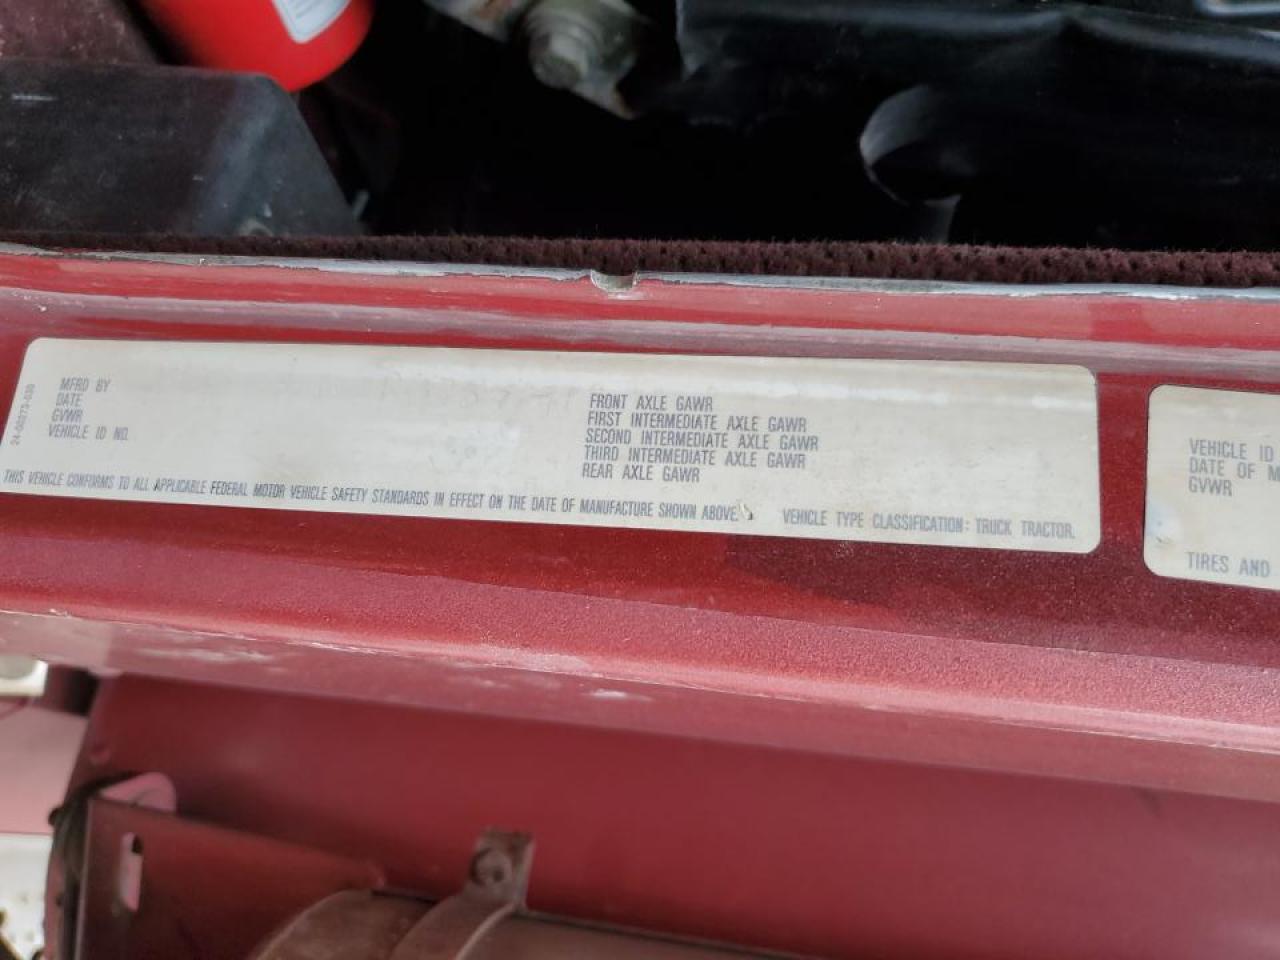 24-00273-030
MFRD BY
DATE
GVWR
VEHICLE ID NO.
FRONT AXLE GAWR
FIRST INTERMEDIATE AXLE GAWR
SECOND INTERMEDIATE AXLE GAWR
THIRD INTERMEDIATE AXLE GAWR
REAR AXLE GAWR
THIS VEHICLE CONFORMS TO ALL APPLICABLE FEDERAL MOTOR VEHICLE SAFETY STANDARDS IN EFFECT ON THE DATE OF MANUFACTURE SHOWN ABOVE. VEHICLE TYPE CLASSIFICATION: TRUCK TRACTOR.
VEHICLE ID
DATE OF M
GVWR
TIRES AND